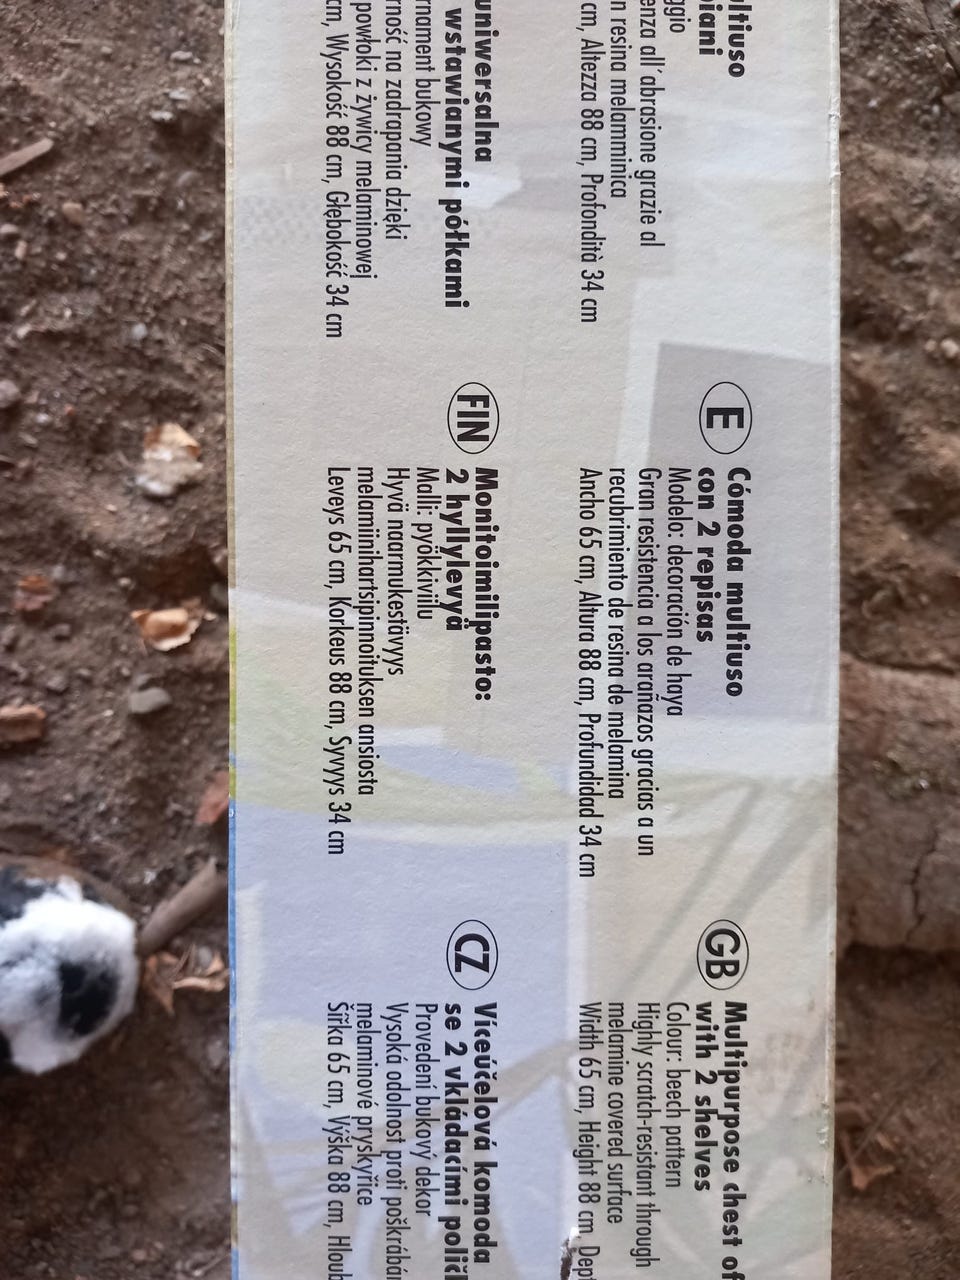 ltiuso
piani
ggio
enza all´abrasione grazie al
n resina melamminica
cm, Altezza 88 cm, Profondità 34 cm
E
Cómoda multiuso
con 2 repisas
Modelo: decoración de haya
Gran resistencia a los arañazos gracias a un
recubrimiento de resina de melamina
Ancho 65 cm, Altura 88 cm, Profundidad 34 cm
GB
Multipurpose chest of
with 2 shelves
Colour: beech pattern
Highly scratch-resistant through
melamine covered surface
Width 65 cm, Height 88 cm, Dept
uniwersalna
wstawianymi półkami
rnament bukowy
rność na zadrapania dzięki
powłoki z żywicy melaminowej
cm, Wysokość 88 cm, Głębokość 34 cm
FIN
Monitoimilipasto:
2 hyllylevyä
Malli: pyökkiviilu
Hyvä naarmukestävyys
melamiinihartsipinnoituksen ansiosta
Leveys 65 cm, Korkeus 88 cm, Syvyys 34 cm
CZ
Víceúčelová komoda
se 2 vkládacími polič
Provedení bukový dekor
Vysoká odolnost proti poškrábán
melaminové pryskyřice
Šířka 65 cm, Výška 88 cm, Hloub